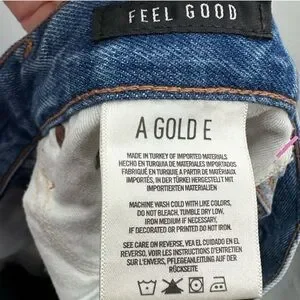 FEEL GOOD
A GOLD E
MADE IN TURKEY OF IMPORTED MATERIALS
HECHO EN TURQUIA DE MATERIALES IMPORTADOS
FABRIQUÉ EN TURQUIE A PARTIR DE MATÉRIAUX
IMPORTÉS, IN DER TÜRKEI HERGESTELLT MIT
IMPORTIERTEN MATERIALIEN
MACHINE WASH COLD WITH LIKE COLORS,
DO NOT BLEACH, TUMBLE DRY LOW,
IRON MEDIUM IF NECESSARY,
IF DECORATED OR PRINTED DO NOT IRON.
SEE CARE ON REVERSE, VEA EL CUIDADO EN EL
REVERSO, VOIR LES INSTRUCTIONS D'ENTRETIEN
SUR L'ENVERS, PFLEGEANLEITUNG AUF DER
RÜCKSEITE